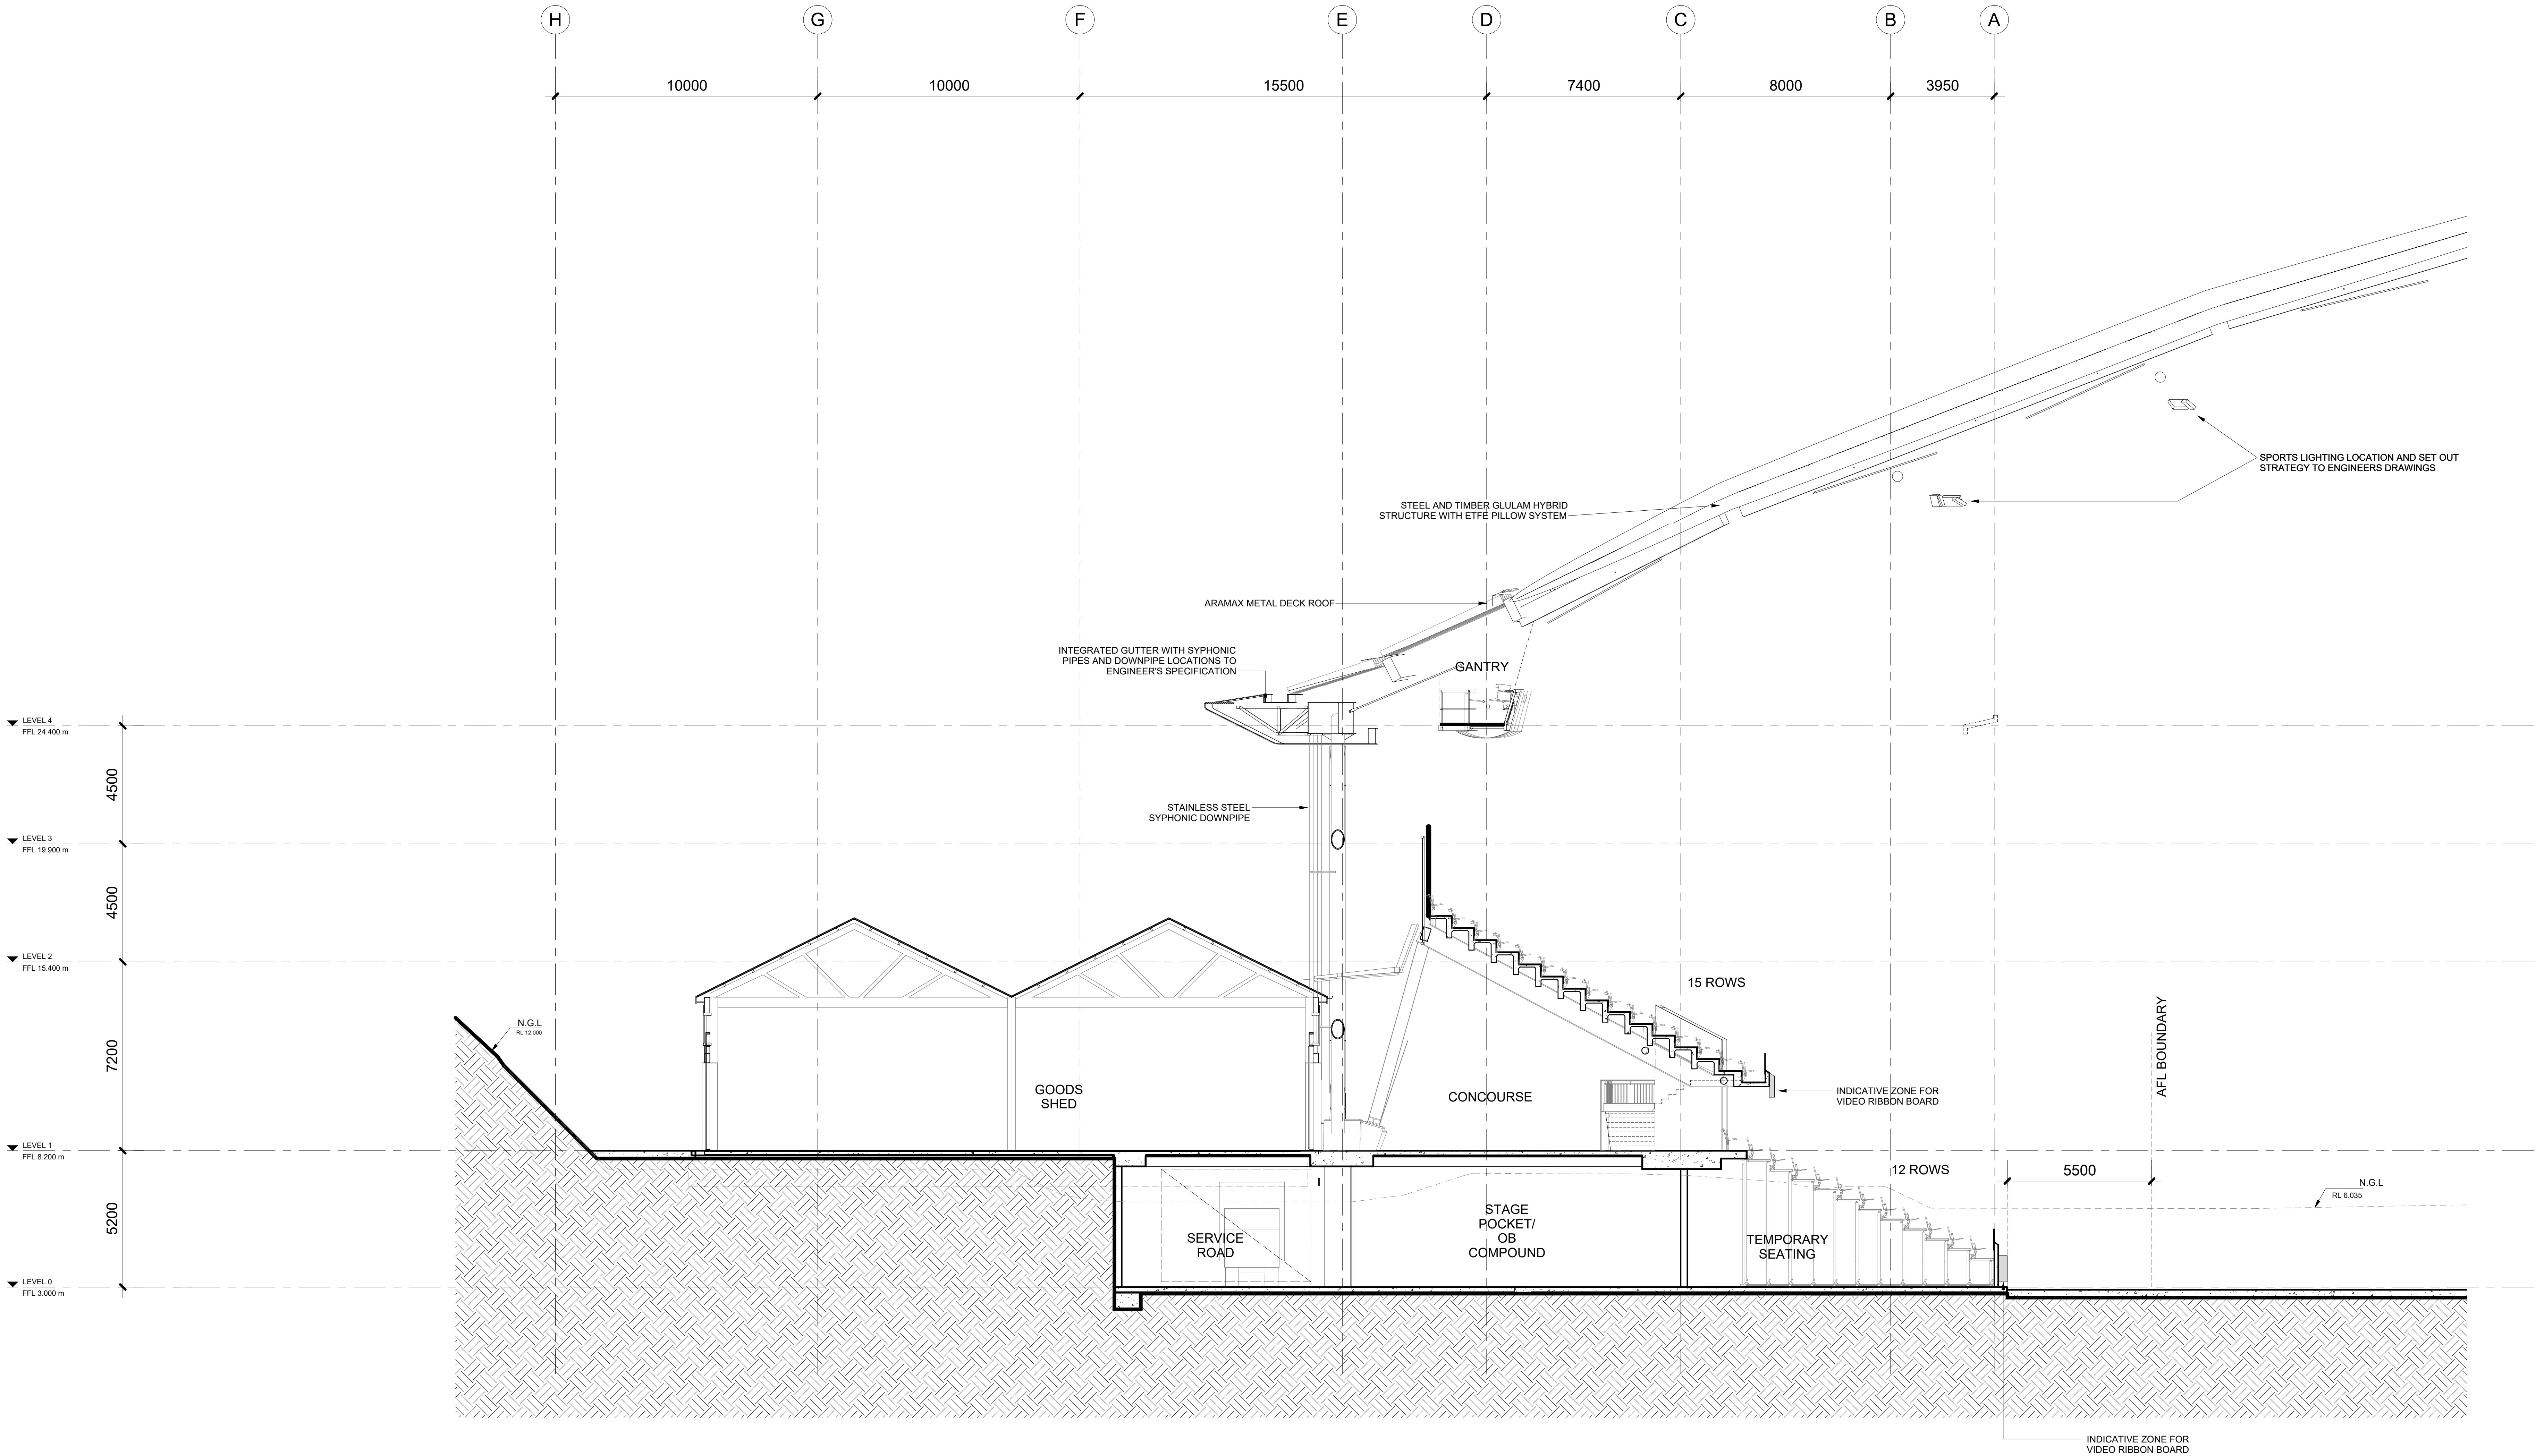 H
G
F
E
D
C
B
A
10000
10000
15500
7400
8000
3950
SPORTS LIGHTING LOCATION AND SET OUT
STRATEGY TO ENGINEERS DRAWINGS
STEEL AND TIMBER GLULAM HYBRID
STRUCTURE WITH ETFE PILLOW SYSTEM
ARAMAX METAL DECK ROOF
INTEGRATED GUTTER WITH SYPHONIC
PIPES AND DOWNPIPE LOCATIONS TO
ENGINEER'S SPECIFICATION
GANTRY
LEVEL 4
FFL 24.400 m
4500
STAINLESS STEEL
SYPHONIC DOWNPIPE
LEVEL 3
FFL 19.900 m
4500
LEVEL 2
FFL 15.400 m
15 ROWS
N.G.L
RL 12.000
7200
AFL BOUNDARY
GOODS
SHED
CONCOURSE
INDICATIVE ZONE FOR
VIDEO RIBBON BOARD
LEVEL 1
FFL 8.200 m
12 ROWS
5500
N.G.L
RL 6.035
5200
SERVICE
ROAD
STAGE
POCKET/
OB
COMPOUND
TEMPORARY
SEATING
LEVEL 0
FFL 3.000 m
INDICATIVE ZONE FOR
VIDEO RIBBON BOARD